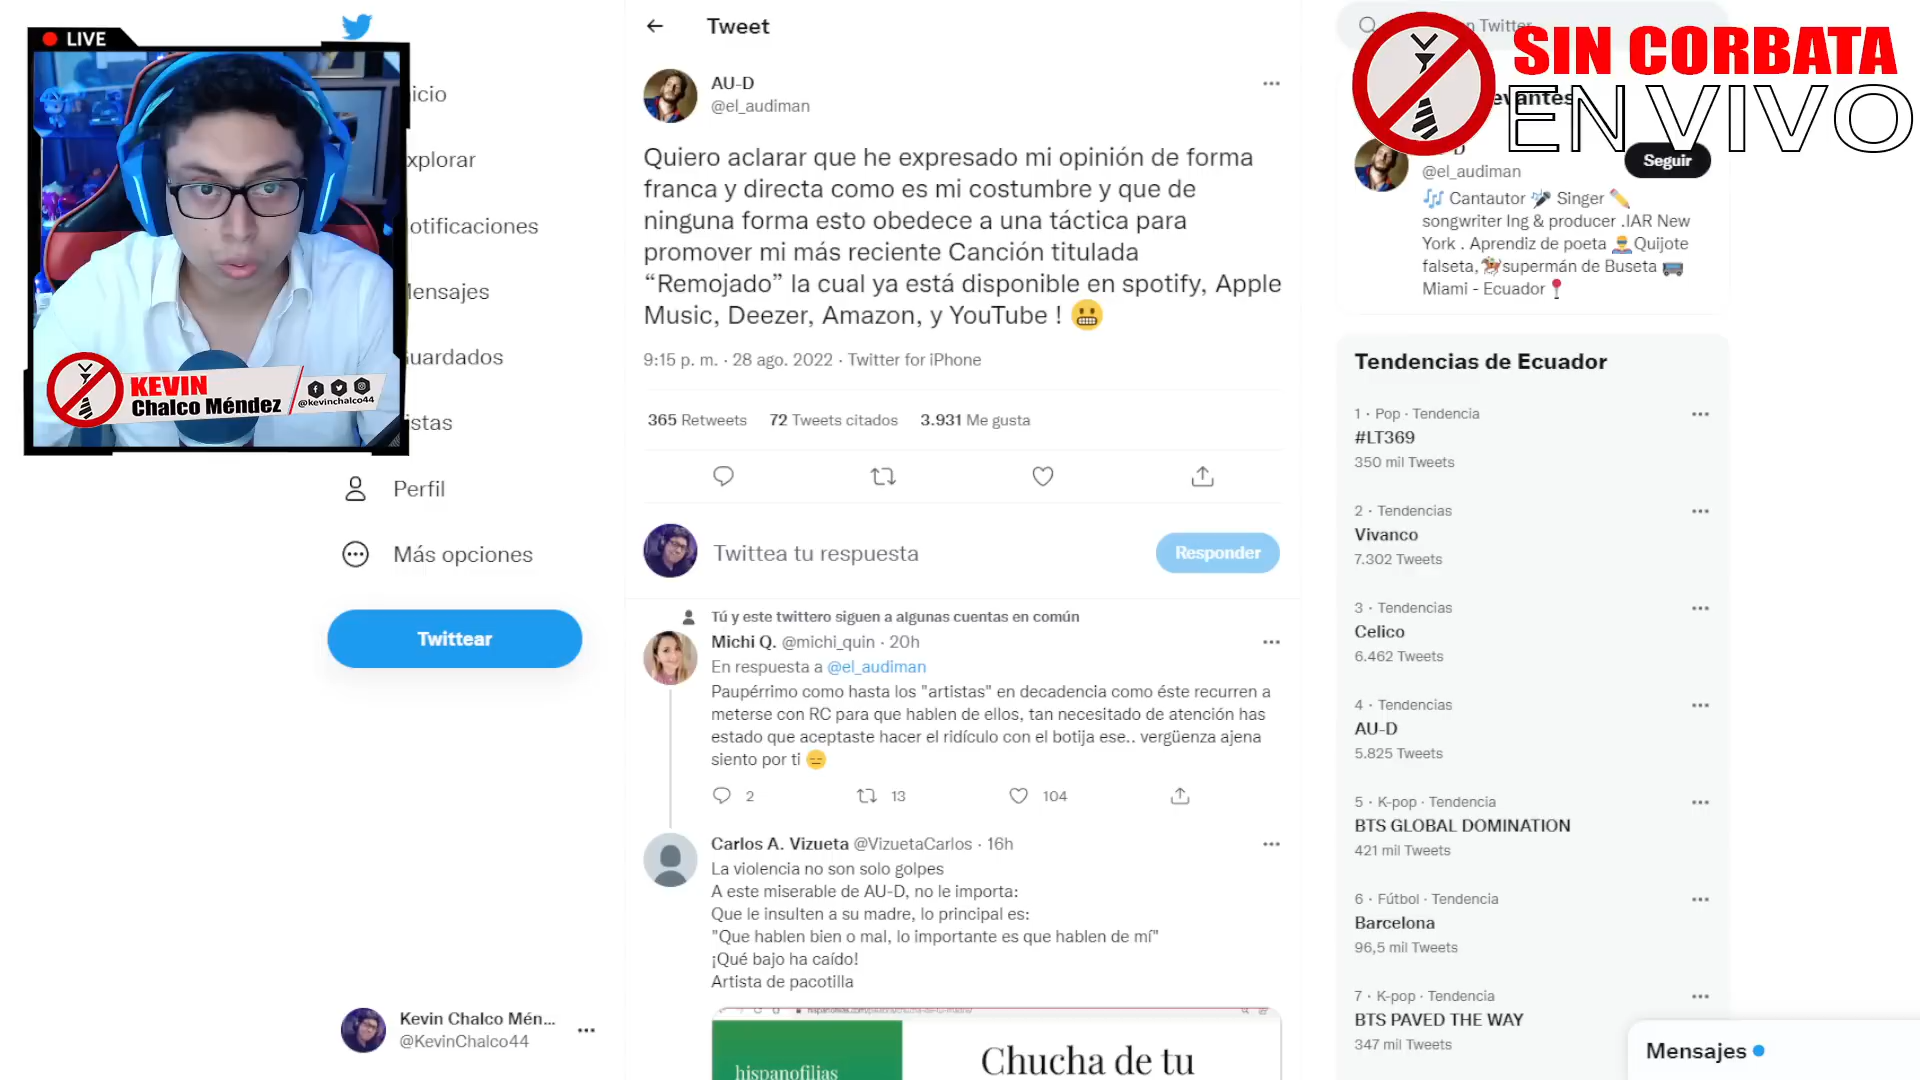 LIVE
KEVIN
Chalco Méndez
@kevinchalco44
icio
xplorar
otificaciones
ensajes
uardados
stas
Perfil
Más opciones
Twittear
Kevin Chalco Mén...
@KevinChalco44
Tweet
AU-D
@el_audiman
Quiero aclarar que he expresado mi opinión de forma
franca y directa como es mi costumbre y que de
ninguna forma esto obedece a una táctica para
promover mi más reciente Canción titulada
“Remojado” la cual ya está disponible en spotify, Apple
Music, Deezer, Amazon, y YouTube ! 😬
9:15 p. m. · 28 ago. 2022 · Twitter for iPhone
365 Retweets 72 Tweets citados 3.931 Me gusta
Twittea tu respuesta
Responder
Tú y este twittero siguen a algunas cuentas en común
Michi Q. @michi_quin · 20h
En respuesta a @el_audiman
Paupérrimo como hasta los "artistas" en decadencia como éste recurren a
meterse con RC para que hablen de ellos, tan necesitado de atención has
estado que aceptaste hacer el ridículo con el botija ese.. vergüenza ajena
siento por ti 😑
2 13 104
Carlos A. Vizueta @VizuetaCarlos · 16h
La violencia no son solo golpes
A este miserable de AU-D, no le importa:
Que le insulten a su madre, lo principal es:
"Que hablen bien o mal, lo importante es que hablen de mí"
¡Qué bajo ha caído!
Artista de pacotilla
hispanofilias
Chucha de tu
n Twitter
SIN CORBATA
EN VIVO
evantes
D
@el_audiman
Seguir
🎶 Cantautor 🎤 Singer ✏️
songwriter Ing & producer .IAR New
York . Aprendiz de poeta Quijote
falseta,🏇supermán de Buseta 🚌
Miami - Ecuador📍
Tendencias de Ecuador
1 · Pop · Tendencia
#LT369
350 mil Tweets
2 · Tendencias
Vivanco
7.302 Tweets
3 · Tendencias
Celico
6.462 Tweets
4 · Tendencias
AU-D
5.825 Tweets
5 · K-pop · Tendencia
BTS GLOBAL DOMINATION
421 mil Tweets
6 · Fútbol · Tendencia
Barcelona
96,5 mil Tweets
7 · K-pop · Tendencia
BTS PAVED THE WAY
347 mil Tweets
Mensajes